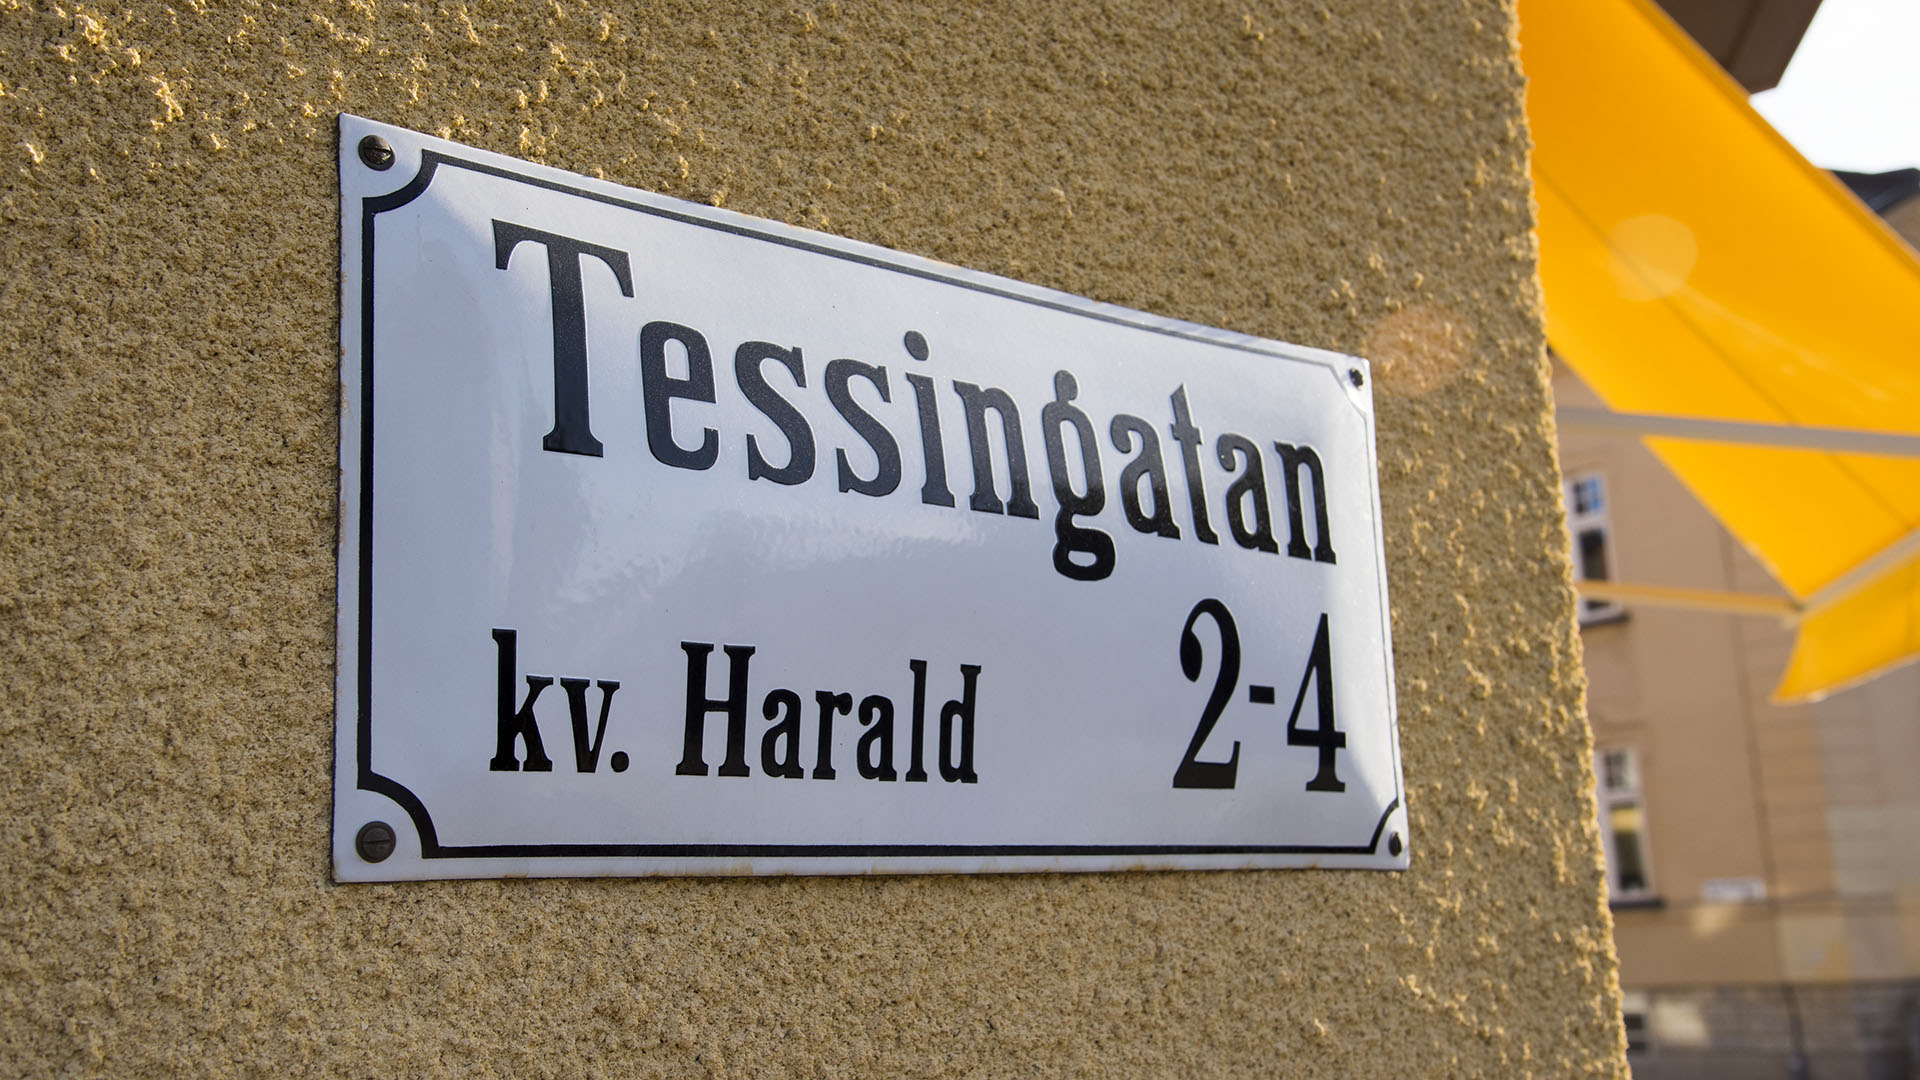 Tessingatan
kv. Harald 2-4